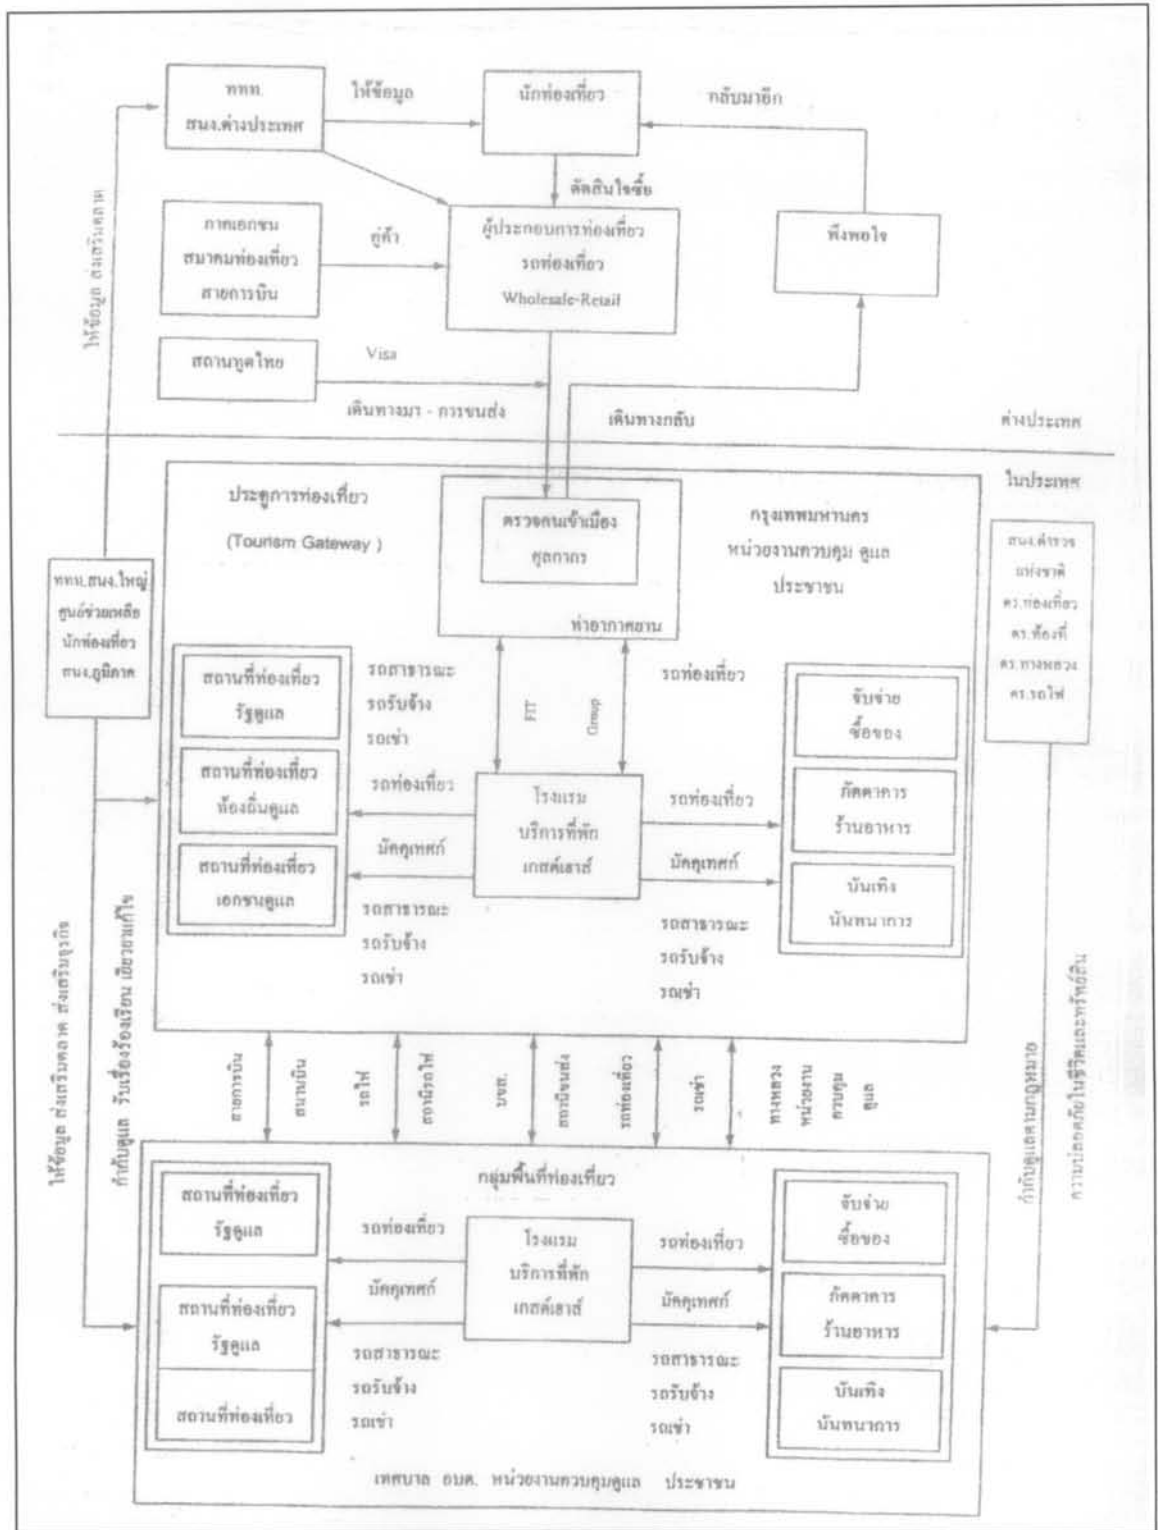 ททท.
สนง.ต่างประเทศ
ให้ข้อมูล
นักท่องเที่ยว
กลับมาอีก
ตัดสินใจซื้อ
ภาคเอกชน
สมาคมท่องเที่ยว
สายการบิน
คู่ค้า
ผู้ประกอบการท่องเที่ยว
รถท่องเที่ยว
Wholesale-Retail
พึงพอใจ
ให้ข้อมูล ส่งเสริมตลาด
สถานทูตไทย
Visa
เดินทางมา - การขนส่ง
เดินทางกลับ
ต่างประเทศ
ในประเทศ
ประตูการท่องเที่ยว
(Tourism Gateway )
ตรวจคนเข้าเมือง
ศุลกากร
ท่าอากาศยาน
กรุงเทพมหานคร
หน่วยงานควบคุม ดูแล
ประชาชน
สนง.ตำรวจ
แห่งชาติ
ตร.ท่องเที่ยว
ตร.ท้องที่
ตร.ทางหลวง
ตร.รถไฟ
ททท.สนง.ใหญ่
ศูนย์ช่วยเหลือ
นักท่องเที่ยว
สนง.ภูมิภาค
สถานที่ท่องเที่ยว
รัฐดูแล
สถานที่ท่องเที่ยว
ท้องถิ่นดูแล
สถานที่ท่องเที่ยว
เอกชนดูแล
รถสาธารณะ
รถรับจ้าง
รถเช่า
FIT
Group
รถท่องเที่ยว
รถท่องเที่ยว
มัคคุเทศก์
รถสาธารณะ
รถรับจ้าง
รถเช่า
โรงแรม
บริการที่พัก
เกสต์เฮาส์
รถท่องเที่ยว
มัคคุเทศก์
รถสาธารณะ
รถรับจ้าง
รถเช่า
จับจ่าย
ซื้อของ
ภัตตาคาร
ร้านอาหาร
บันเทิง
นันทนาการ
ให้ข้อมูล ส่งเสริมตลาด ส่งเสริมธุรกิจ
กำกับดูแล รับเรื่องร้องเรียน เยียวยาแก้ไข
สายการบิน
สนามบิน
รถไฟ
สถานีรถไฟ
บขส.
สถานีขนส่ง
รถท่องเที่ยว
รถเช่า
ทางหลวง
หน่วยงาน
ควบคุม
ดูแล
กำกับดูแลตามกฎหมาย
ความปลอดภัยในชีวิตและทรัพย์สิน
กลุ่มพื้นที่ท่องเที่ยว
สถานที่ท่องเที่ยว
รัฐดูแล
สถานที่ท่องเที่ยว
รัฐดูแล
สถานที่ท่องเที่ยว
รถท่องเที่ยว
มัคคุเทศก์
รถสาธารณะ
รถรับจ้าง
รถเช่า
โรงแรม
บริการที่พัก
เกสต์เฮาส์
รถท่องเที่ยว
มัคคุเทศก์
รถสาธารณะ
รถรับจ้าง
รถเช่า
จับจ่าย
ซื้อของ
ภัตตาคาร
ร้านอาหาร
บันเทิง
นันทนาการ
เทศบาล อบต. หน่วยงานควบคุมดูแล ประชาชน